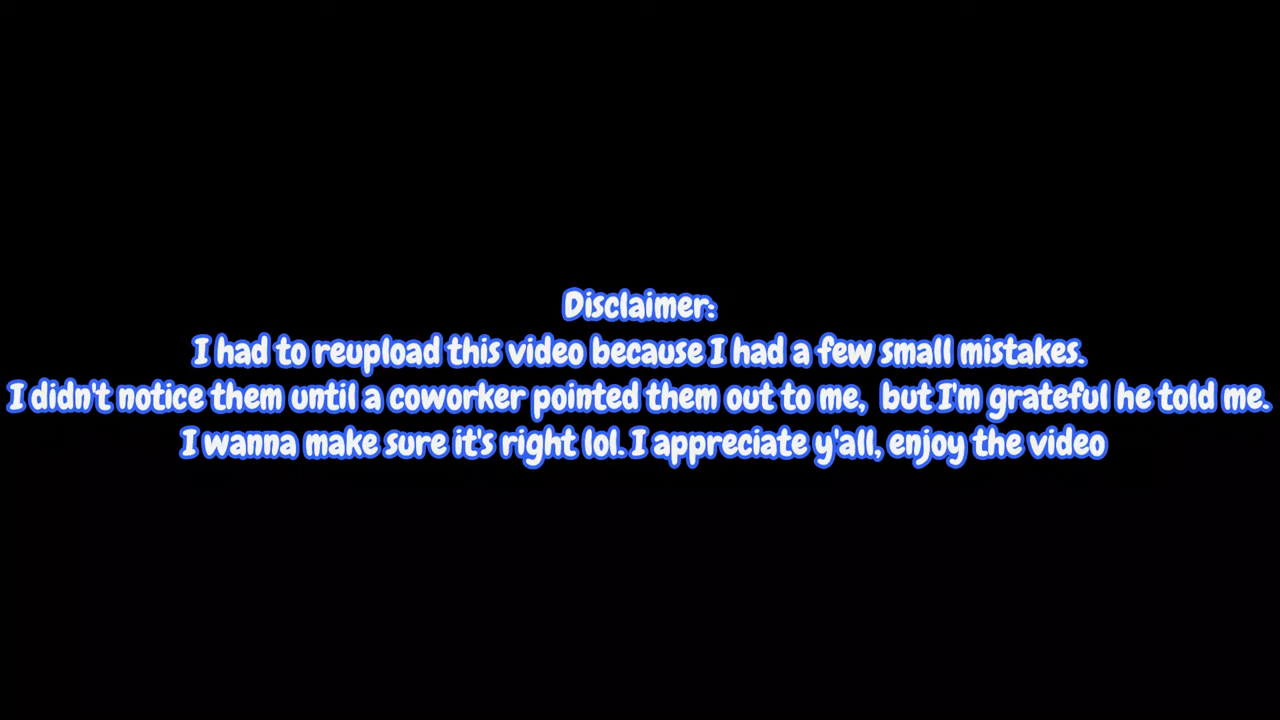 Disclaimer:
I had to reupload this video because I had a few small mistakes.
I didn't notice them until a coworker pointed them out to me,  but I'm grateful he told me.
I wanna make sure it's right lol. I appreciate y'all, enjoy the video